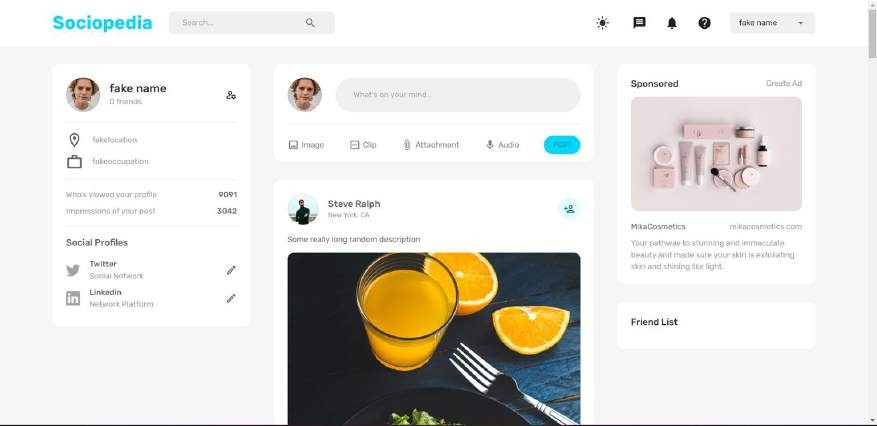 Sociopedia
Search...
fake name
fake name
0 friends
fakelocation
fakeoccupation
Who's viewed your profile 9091
Impressions of your post 3042
Social Profiles
Twitter
Social Network
Linkedin
Network Platform
What's on your mind...
Image Clip Attachment Audio POST
Steve Ralph
New York, CA
Some really long random description
Sponsored Create Ad
MikaCosmetics mikacosmetics.com
Your pathway to stunning and immaculate
beauty and made sure your skin is exfoliating
skin and shining like light.
Friend List